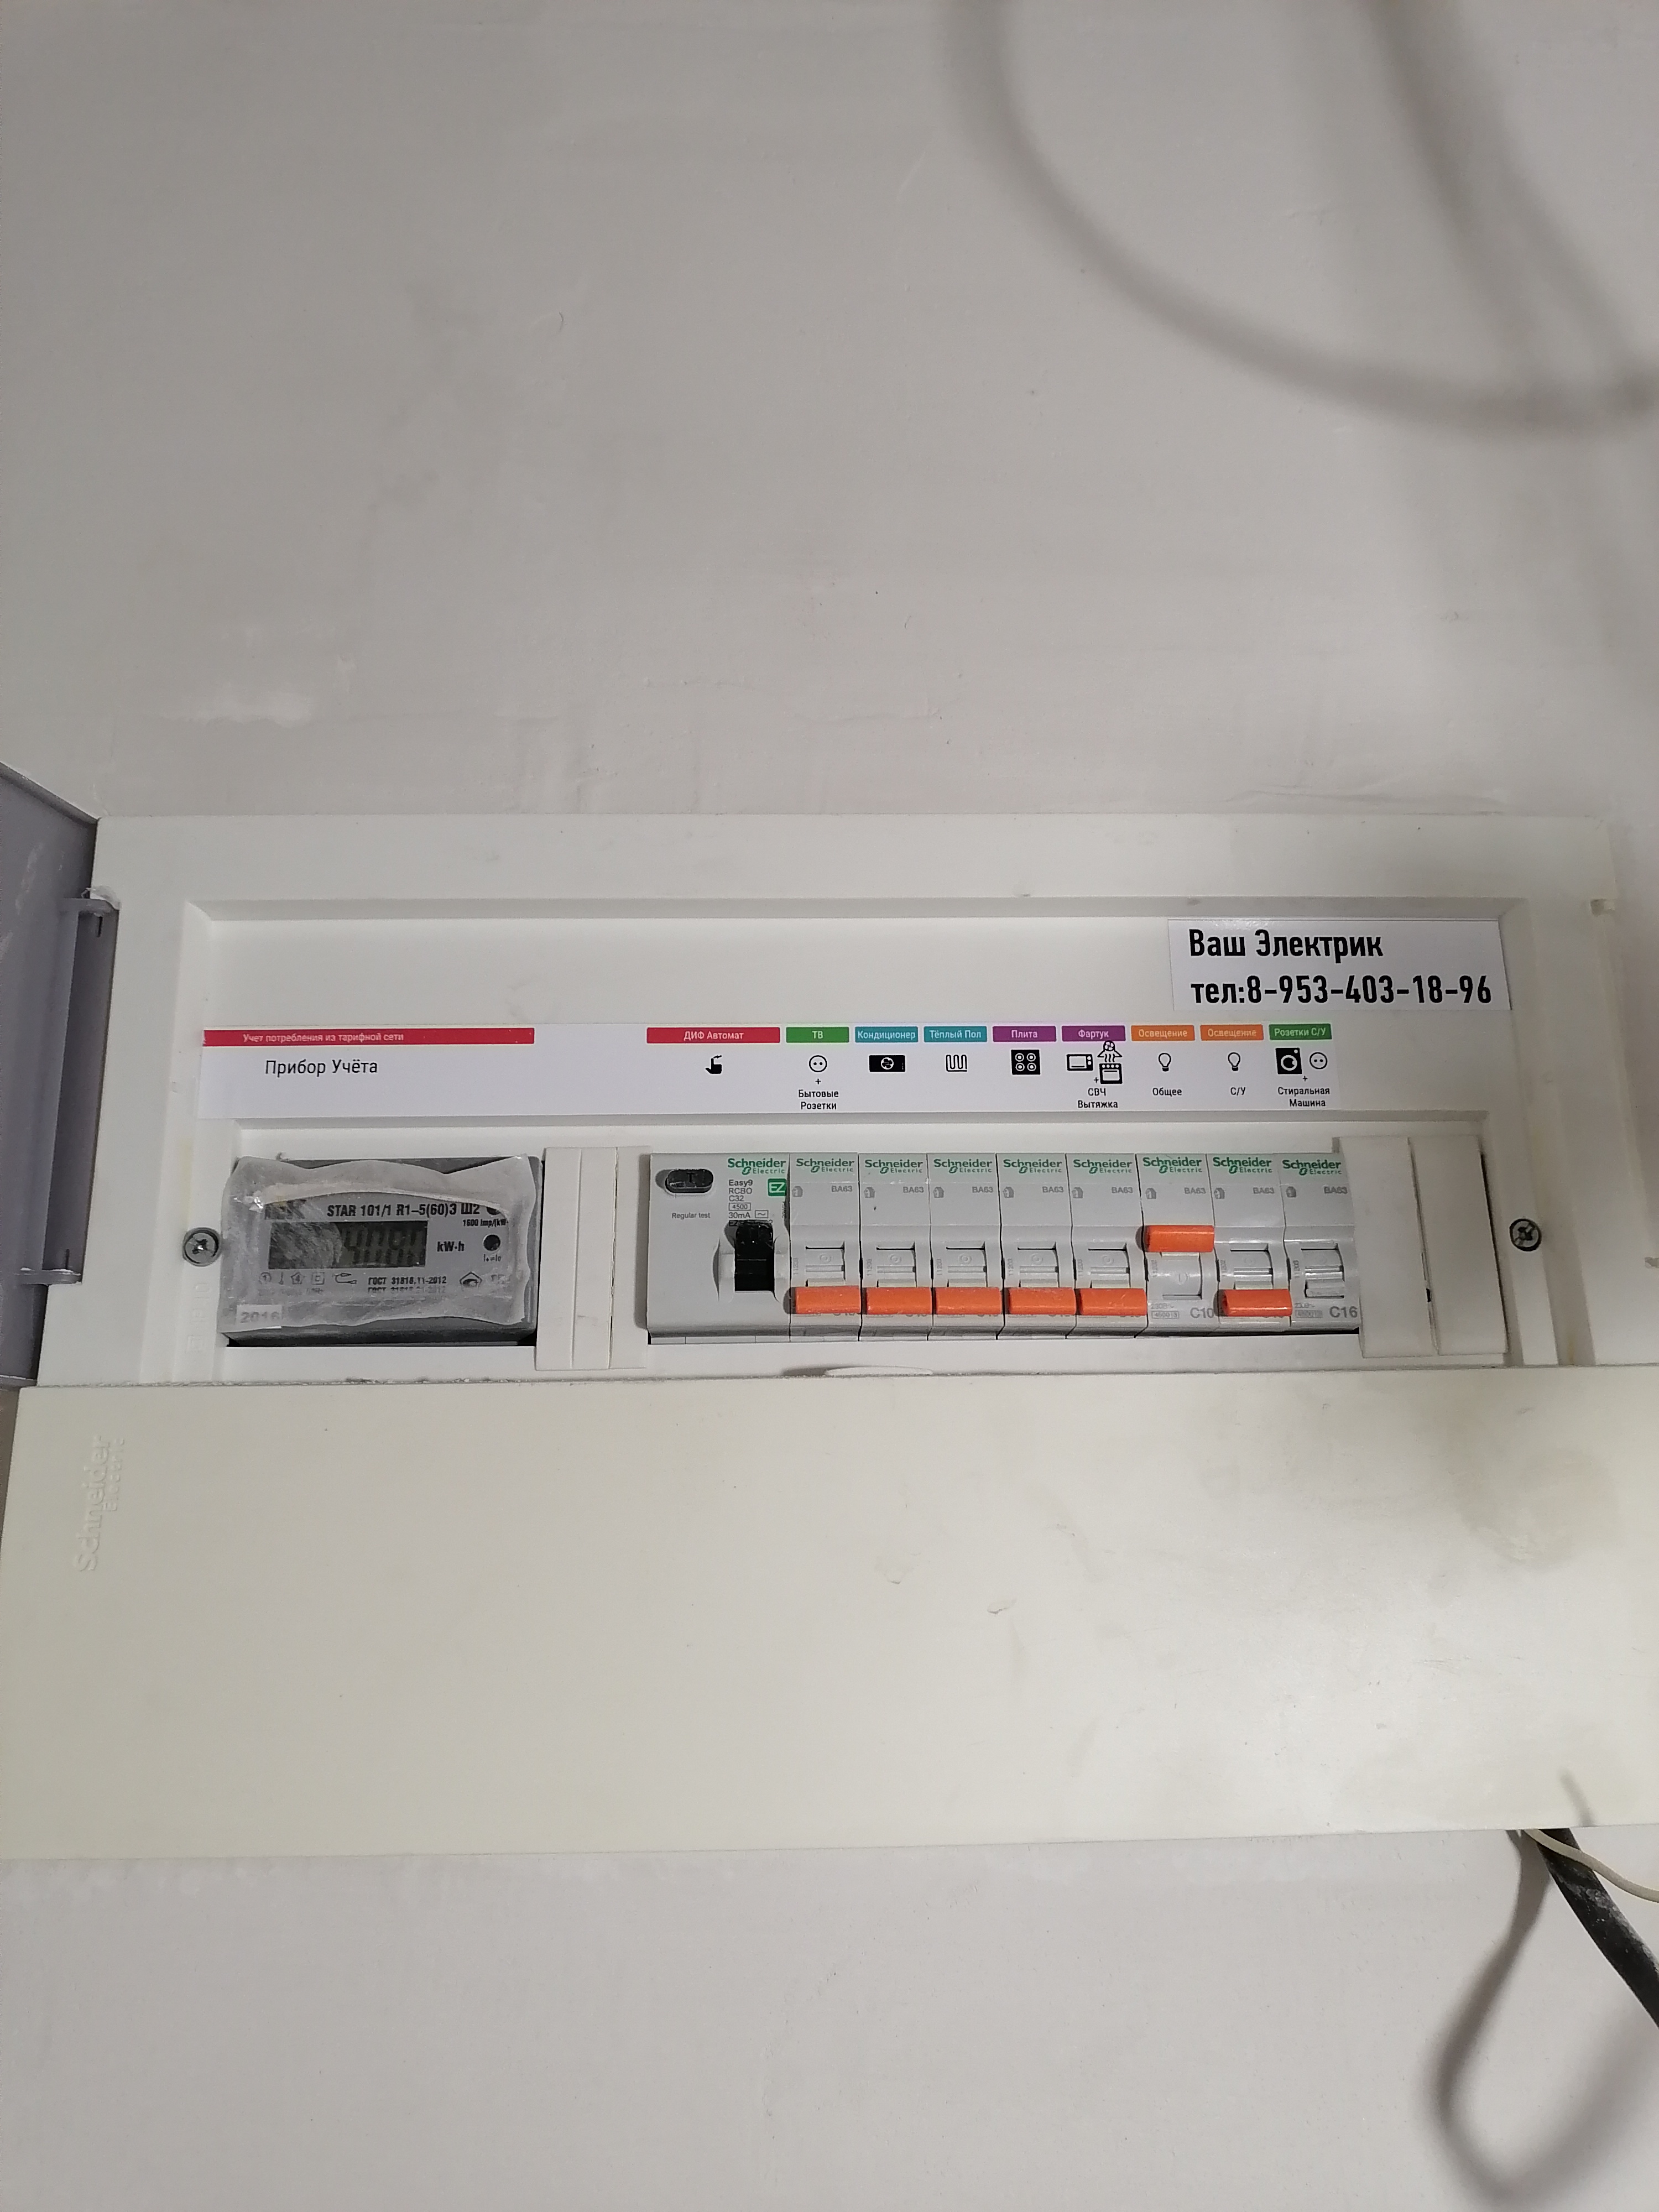 Ваш Электрик
тел:8-953-403-18-96
Учет потребления из тарифной сети
ДИФ Автомат
ТВ
Кондиционер
Тёплый Пол
Плита
Фартук
Освещение
Освещение
Розетки С/У
Прибор Учёта
+
Бытовые
Розетки
+
СВЧ
Вытяжка
Общее
С/У
+
Стиральная
Машина
STAR 101/1 R1-5(60)Э Ш2
1600 imp/(kW·
kW·h
ГОСТ 31818.11-2012
2016
T
Regular test
Schneider
Electric
Easy9
RCBO
C32
4500
30mA
EZ
Schneider
Electric
BA63
Schneider
Electric
BA63
Schneider
Electric
BA63
Schneider
Electric
BA63
Schneider
Electric
BA63
Schneider
Electric
BA63
C10
Schneider
Electric
BA63
Schneider
Electric
BA63
C16
Schneider
Electric